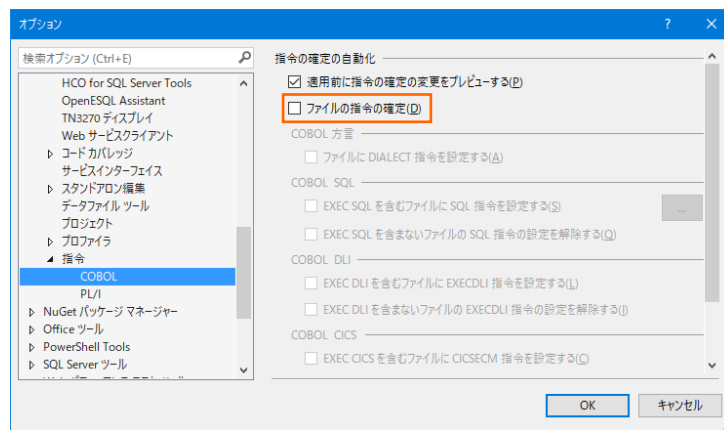 オプション
? ×
検索オプション (Ctrl+E)
HCO for SQL Server Tools
OpenESQL Assistant
TN3270 ディスプレイ
Web サービスクライアント
コード カバレッジ
サービスインターフェイス
スタンドアロン編集
データファイル ツール
プロジェクト
プロファイラ
指令
COBOL
PL/I
NuGet パッケージ マネージャー
Office ツール
PowerShell Tools
SQL Server ツール
指令の確定の自動化
適用前に指令の確定の変更をプレビューする(P)
ファイルの指令の確定(D)
COBOL 方言
ファイルに DIALECT 指令を設定する(A)
COBOL SQL
EXEC SQL を含むファイルに SQL 指令を設定する(S)
...
EXEC SQL を含まないファイルの SQL 指令の設定を解除する(Q)
COBOL DLI
EXEC DLI を含むファイルに EXECDLI 指令を設定する(L)
EXEC DLI を含まないファイルの EXECDLI 指令の設定を解除する(I)
COBOL CICS
EXEC CICS を含むファイルに CICSECM 指令を設定する(C)
OK
キャンセル